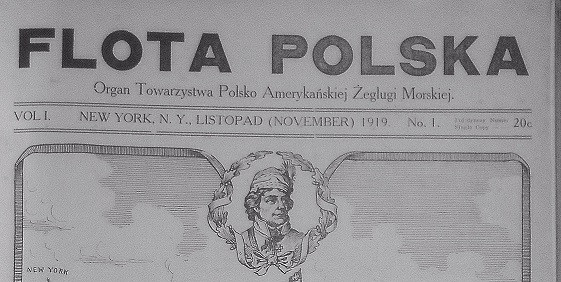 FLOTA POLSKA
Organ Towarzystwa Polsko Amerykańskiej Żeglugi Morskiej.
VOL I. NEW YORK, N. Y., LISTOPAD (NOVEMBER) 1919. No. 1. 20c
NEW YORK